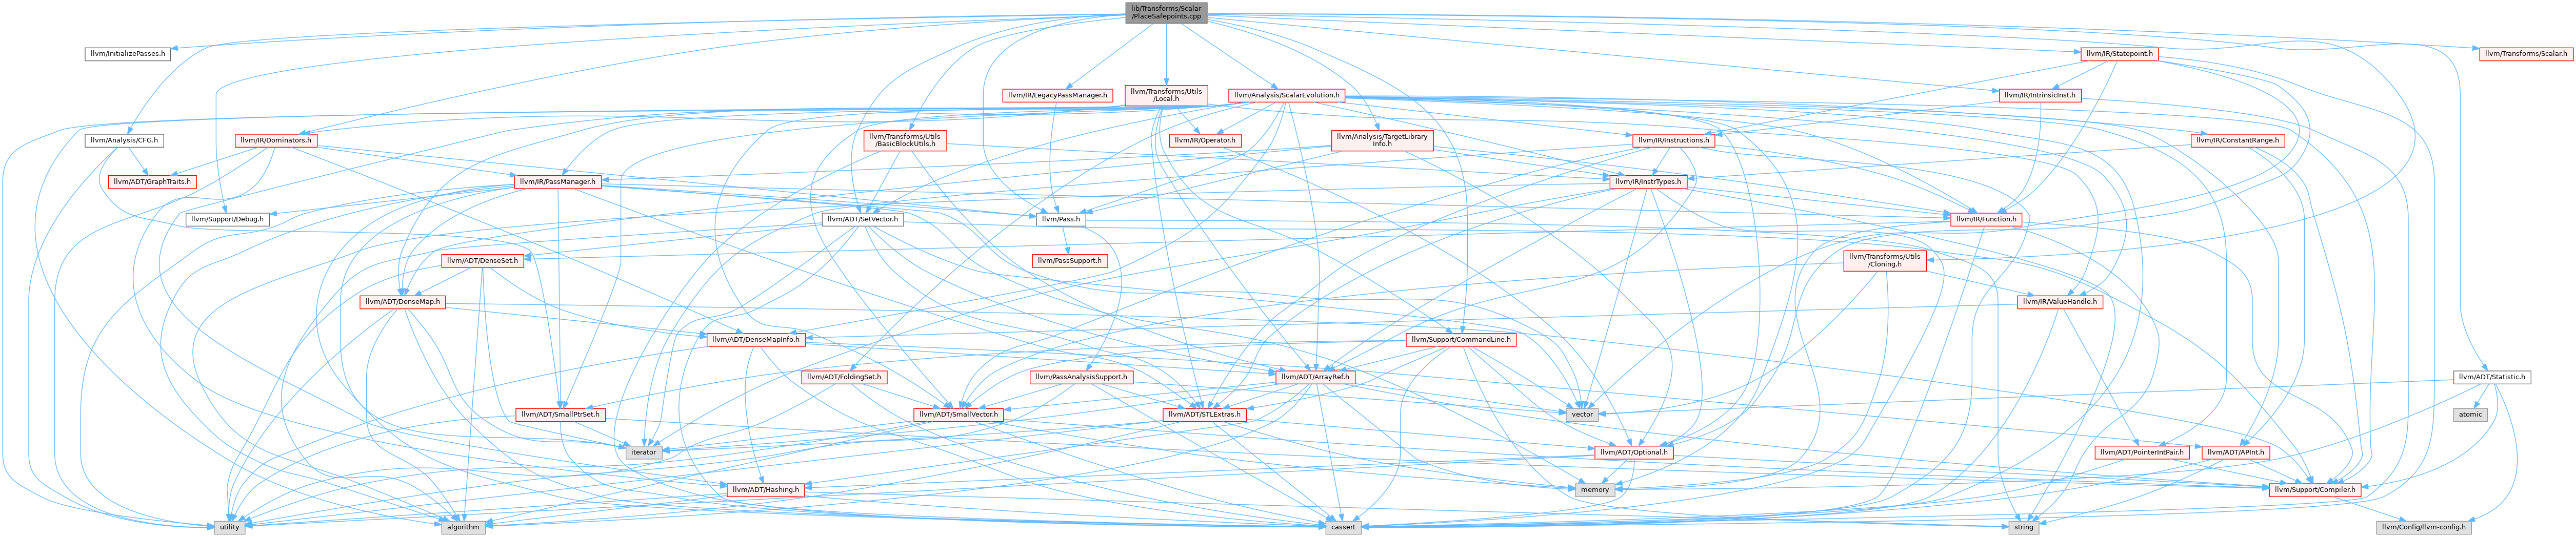 lib/Transforms/Scalar
/PlaceSafepoints.cpp
llvm/InitializePasses.h
llvm/IR/Statepoint.h
llvm/Transforms/Scalar.h
llvm/IR/LegacyPassManager.h
llvm/Transforms/Utils
/Local.h
llvm/Analysis/ScalarEvolution.h
llvm/IR/IntrinsicInst.h
llvm/Analysis/CFG.h
llvm/IR/Dominators.h
llvm/Transforms/Utils
/BasicBlockUtils.h
llvm/IR/Operator.h
llvm/Analysis/TargetLibrary
Info.h
llvm/IR/Instructions.h
llvm/IR/ConstantRange.h
llvm/ADT/GraphTraits.h
llvm/IR/PassManager.h
llvm/IR/InstrTypes.h
llvm/Support/Debug.h
llvm/ADT/SetVector.h
llvm/Pass.h
llvm/IR/Function.h
llvm/ADT/DenseSet.h
llvm/PassSupport.h
llvm/Transforms/Utils
/Cloning.h
llvm/ADT/DenseMap.h
llvm/IR/ValueHandle.h
llvm/ADT/DenseMapInfo.h
llvm/Support/CommandLine.h
llvm/ADT/FoldingSet.h
llvm/PassAnalysisSupport.h
llvm/ADT/ArrayRef.h
llvm/ADT/Statistic.h
llvm/ADT/SmallPtrSet.h
llvm/ADT/SmallVector.h
llvm/ADT/STLExtras.h
vector
atomic
iterator
llvm/ADT/Optional.h
llvm/ADT/PointerIntPair.h
llvm/ADT/APInt.h
llvm/ADT/Hashing.h
memory
llvm/Support/Compiler.h
utility
algorithm
cassert
string
llvm/Config/llvm-config.h